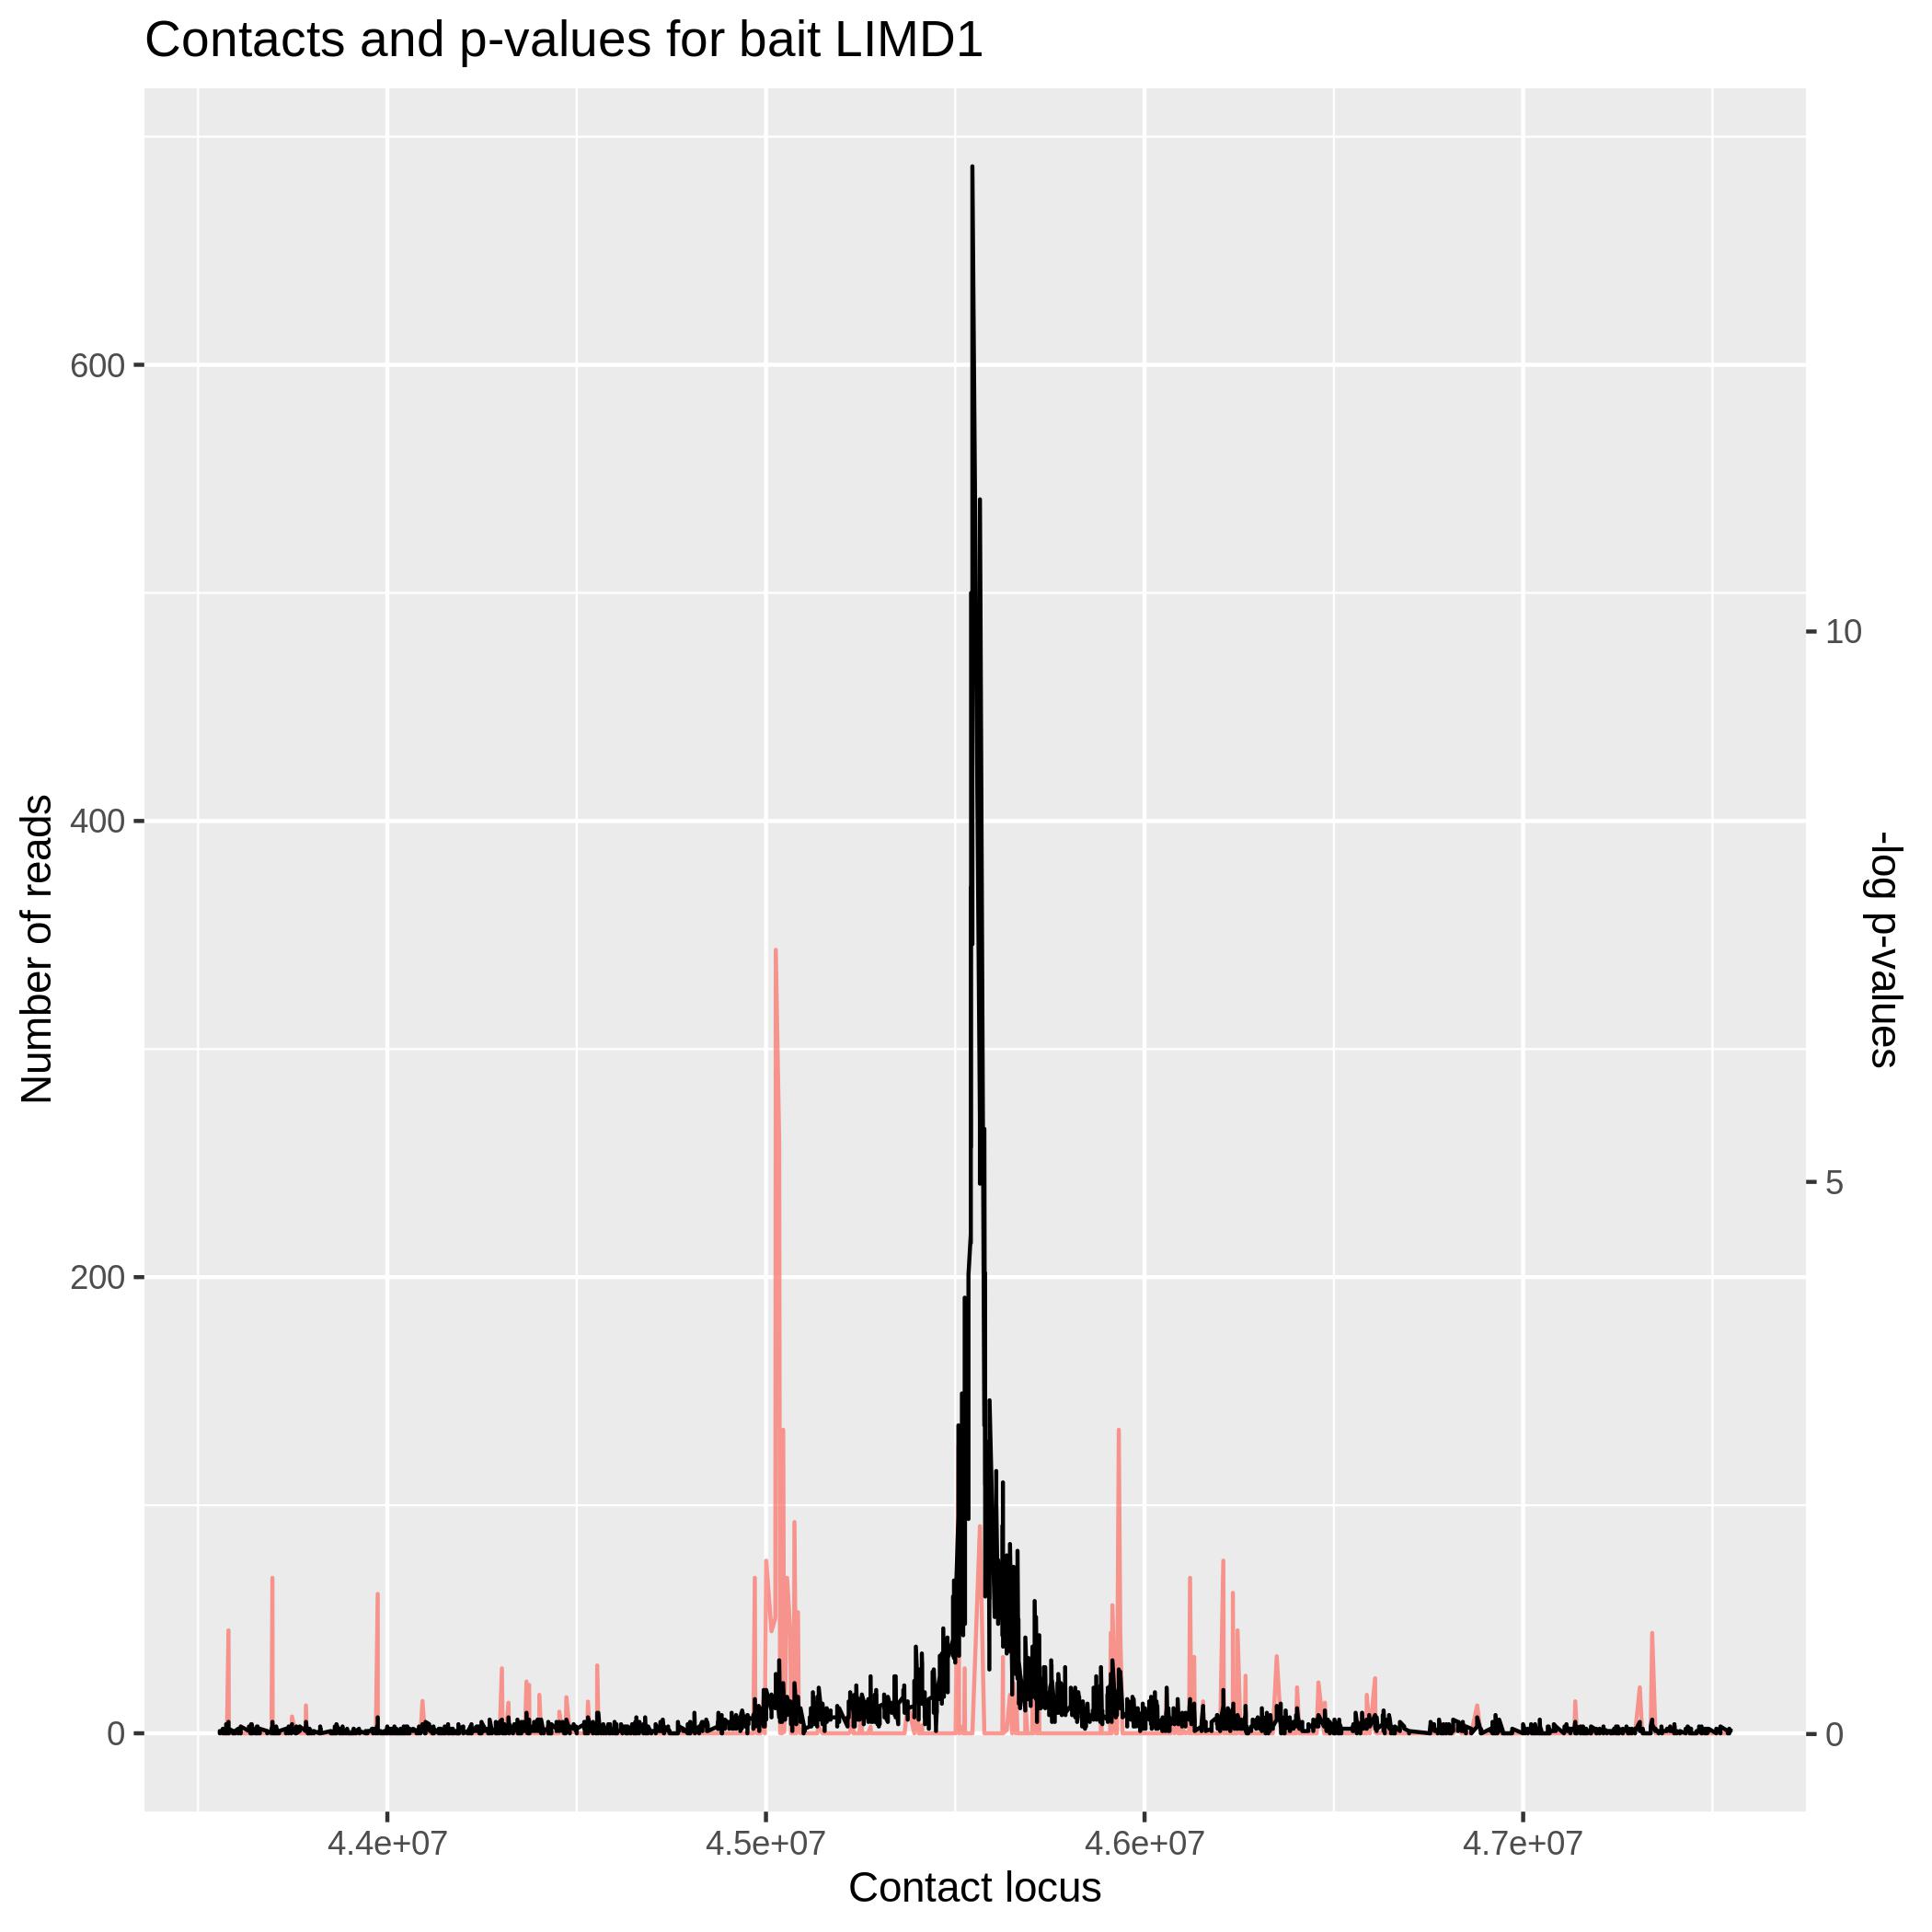 Contacts and p-values for bait LIMD1
Number of reads
600
400
200
0
10
5
0
-log p-values
4.4e+07
4.5e+07
4.6e+07
4.7e+07
Contact locus